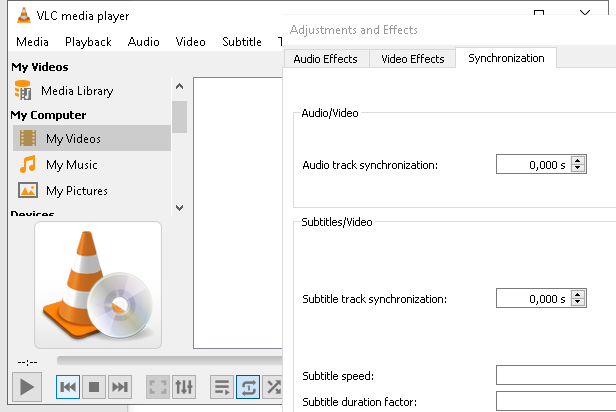 VLC media player
Media Playback Audio Video Subtitle
My Videos
Media Library
My Computer
My Videos
My Music
My Pictures
Devices
--:--
Adjustments and Effects
Audio Effects Video Effects Synchronization
Audio/Video
Audio track synchronization: 0,000 s
Subtitles/Video
Subtitle track synchronization: 0,000 s
Subtitle speed:
Subtitle duration factor: